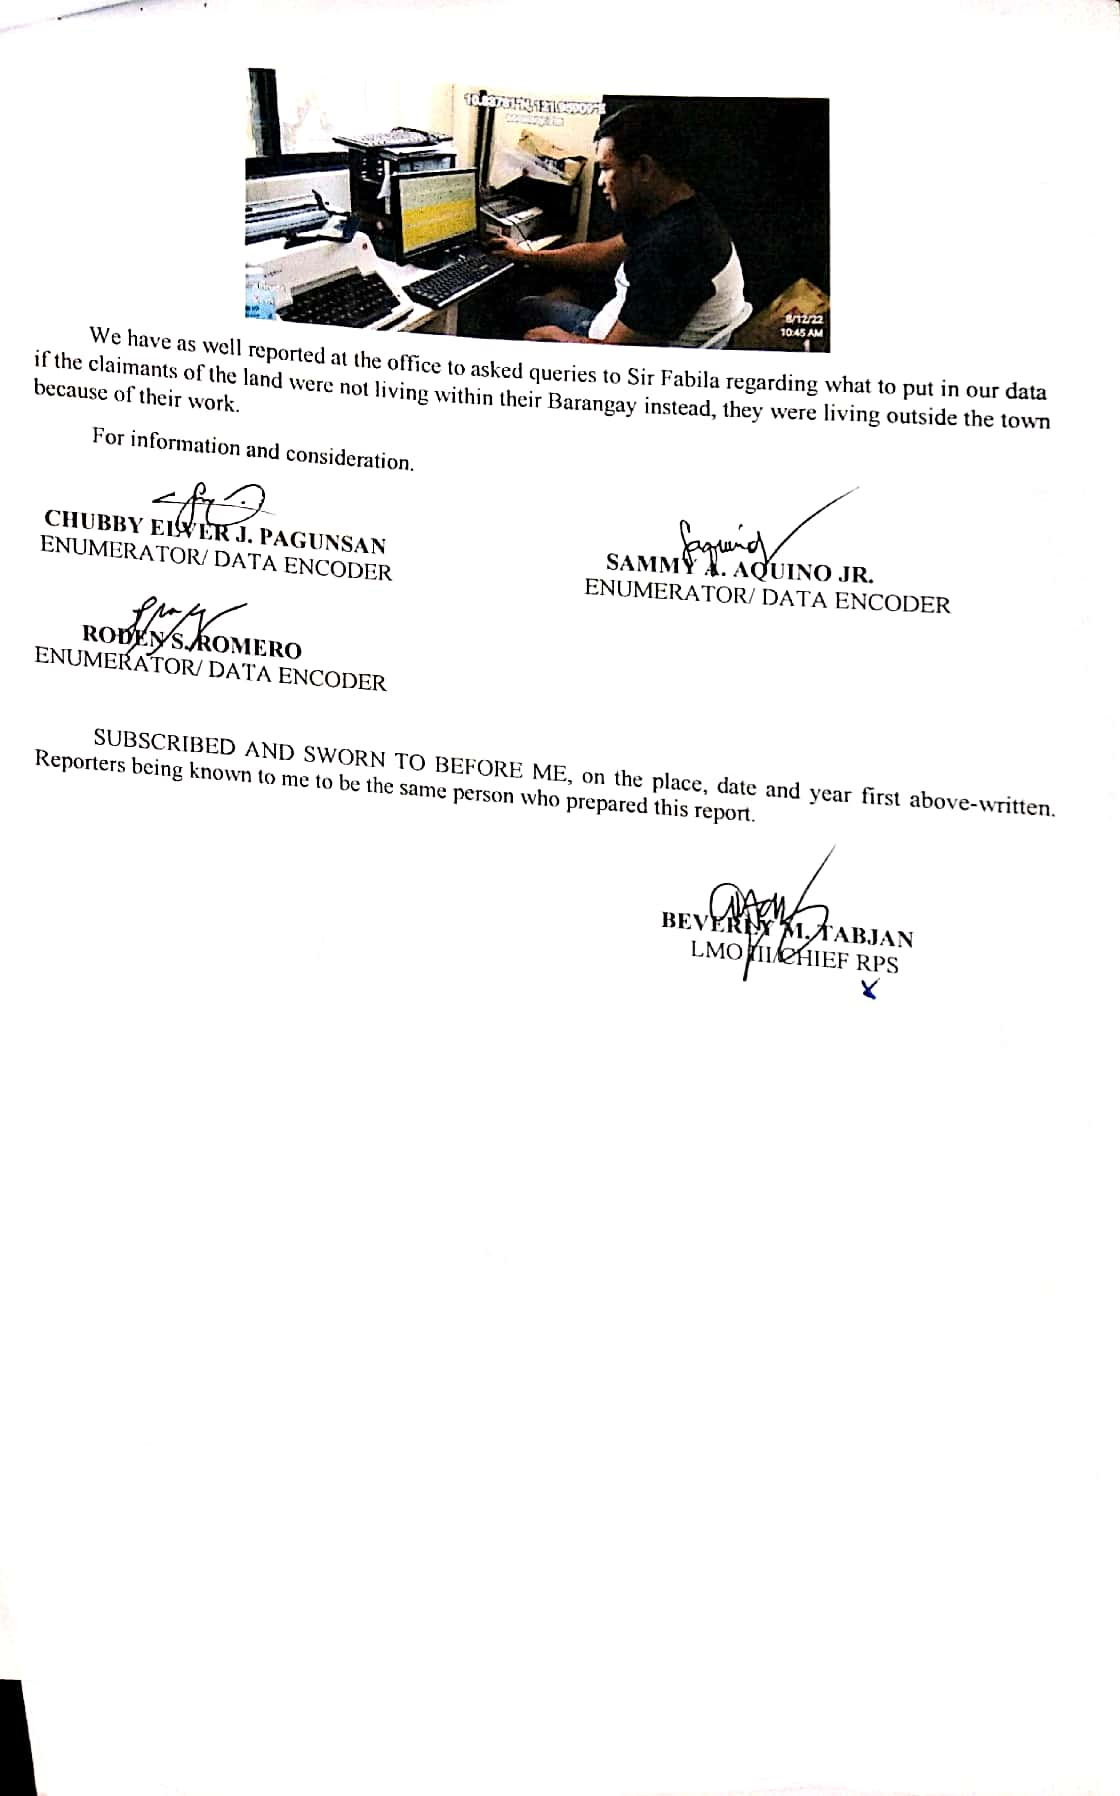 8/12/22
10:45 AM
We have as well reported at the office to asked queries to Sir Fabila regarding what to put in our data
if the claimants of the land were not living within their Barangay instead, they were living outside the town
because of their work.
For information and consideration.
CHUBBY ELVER J. PAGUNSAN
ENUMERATOR/ DATA ENCODER
SAMMY A. AQUINO JR.
ENUMERATOR/ DATA ENCODER
RODEN S. ROMERO
ENUMERATOR/ DATA ENCODER
SUBSCRIBED AND SWORN TO BEFORE ME, on the place, date and year first above-written.
Reporters being known to me to be the same person who prepared this report.
BEVERLY M. TABJAN
LMO III/CHIEF RPS